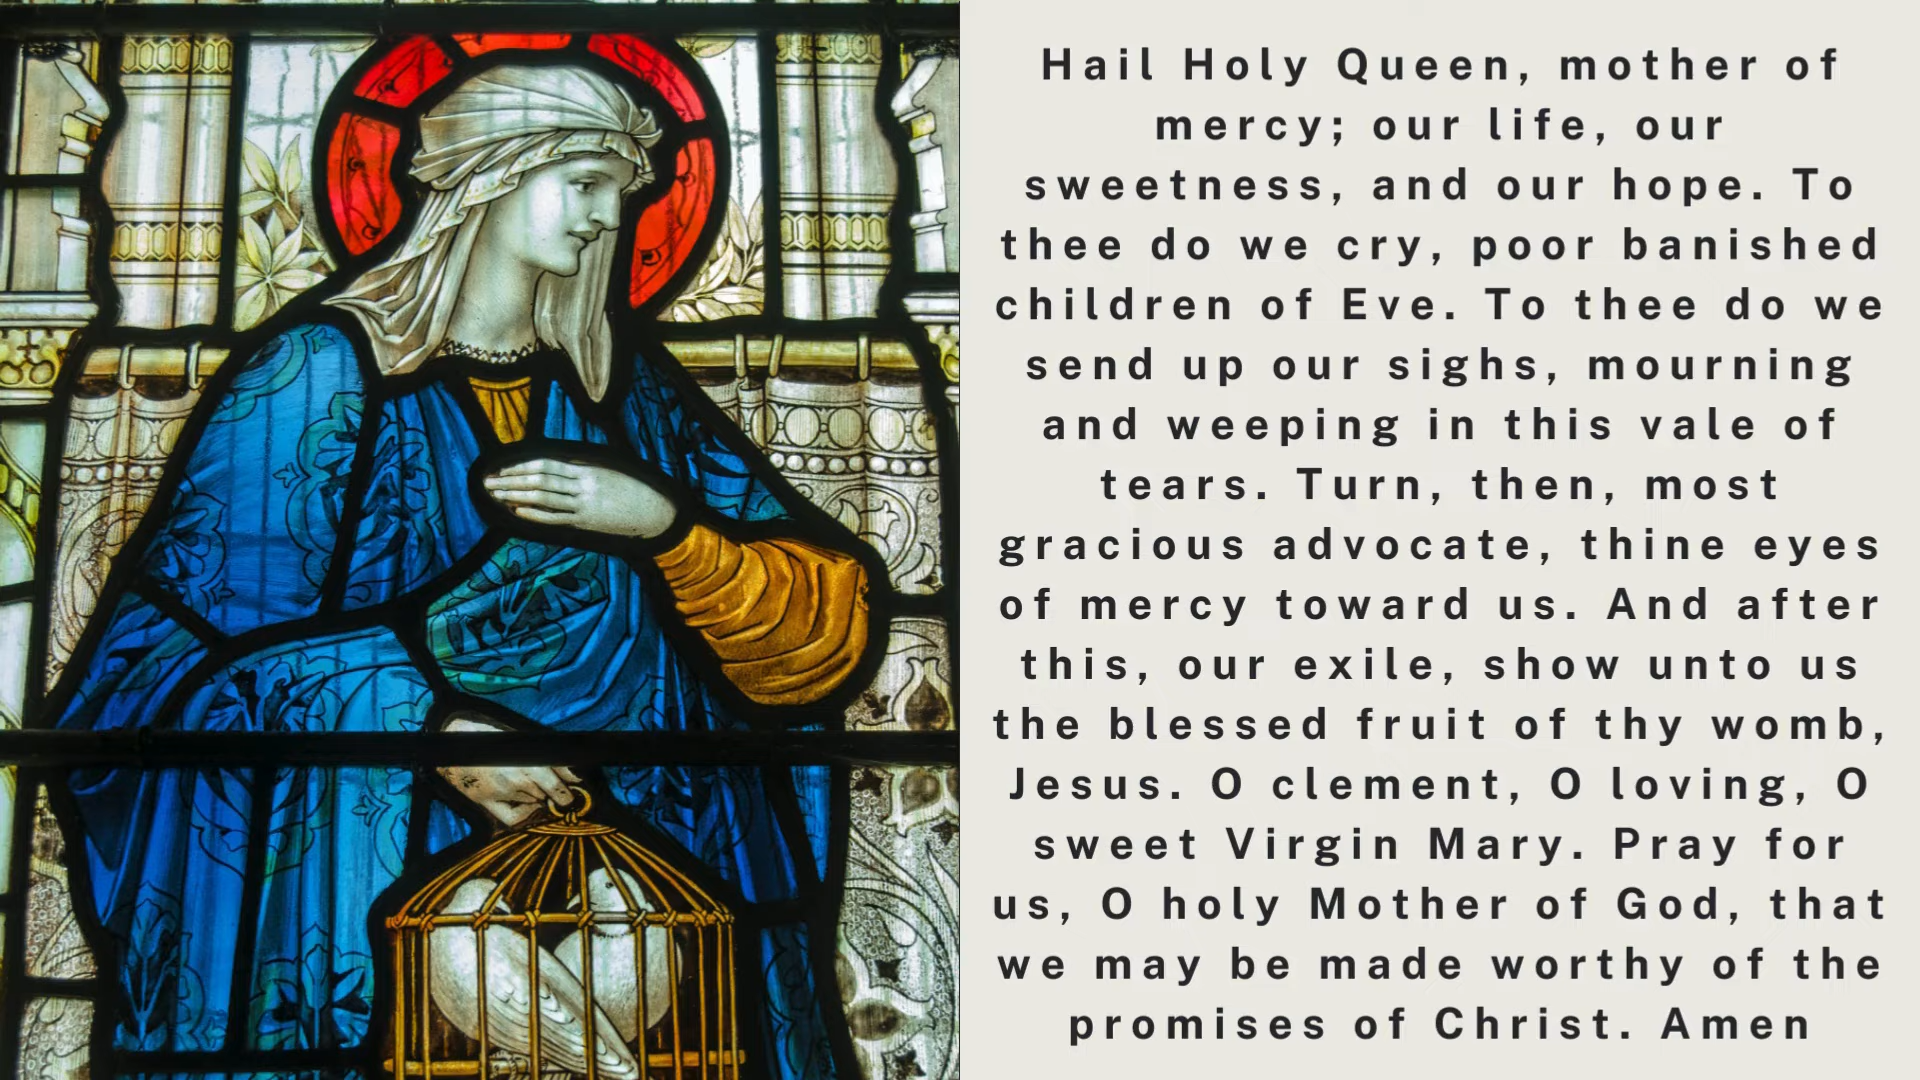 Hail Holy Queen, mother of
mercy; our life, our
sweetness, and our hope. To
thee do we cry, poor banished
children of Eve. To thee do we
send up our sighs, mourning
and weeping in this vale of
tears. Turn, then, most
gracious advocate, thine eyes
of mercy toward us. And after
this, our exile, show unto us
the blessed fruit of thy womb,
Jesus. O clement, O loving, O
sweet Virgin Mary. Pray for
us, O holy Mother of God, that
we may be made worthy of the
promises of Christ. Amen